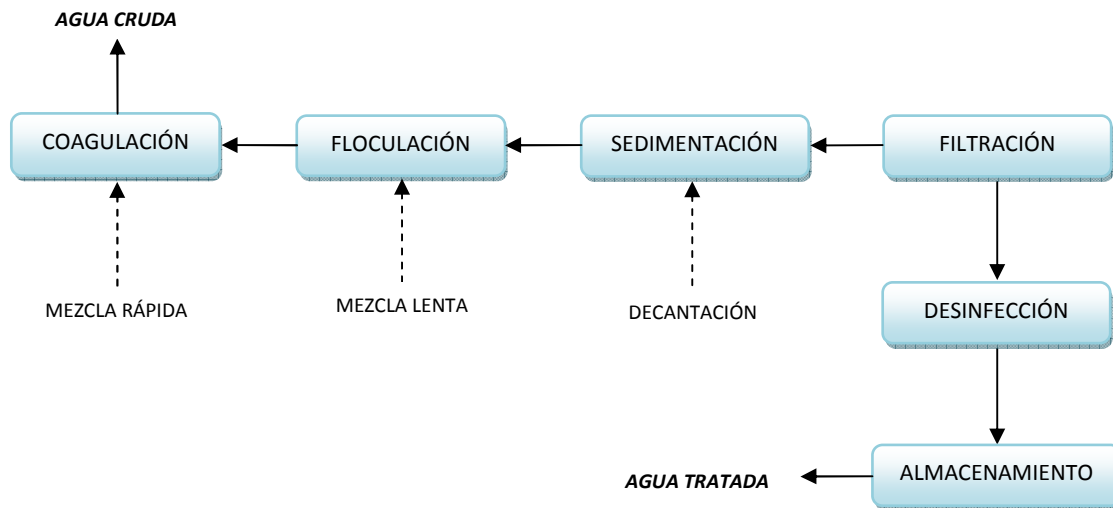 AGUA CRUDA
COAGULACIÓN
FLOCULACIÓN
SEDIMENTACIÓN
FILTRACIÓN
MEZCLA RÁPIDA
MEZCLA LENTA
DECANTACIÓN
DESINFECCIÓN
AGUA TRATADA
ALMACENAMIENTO